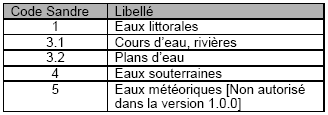 Code Sandre Libellé
1 Eaux littorales
3.1 Cours d'eau, rivières
3.2 Plans d'eau
4 Eaux souterraines
5 Eaux météoriques [Non autorisé
dans la version 1.0.0]